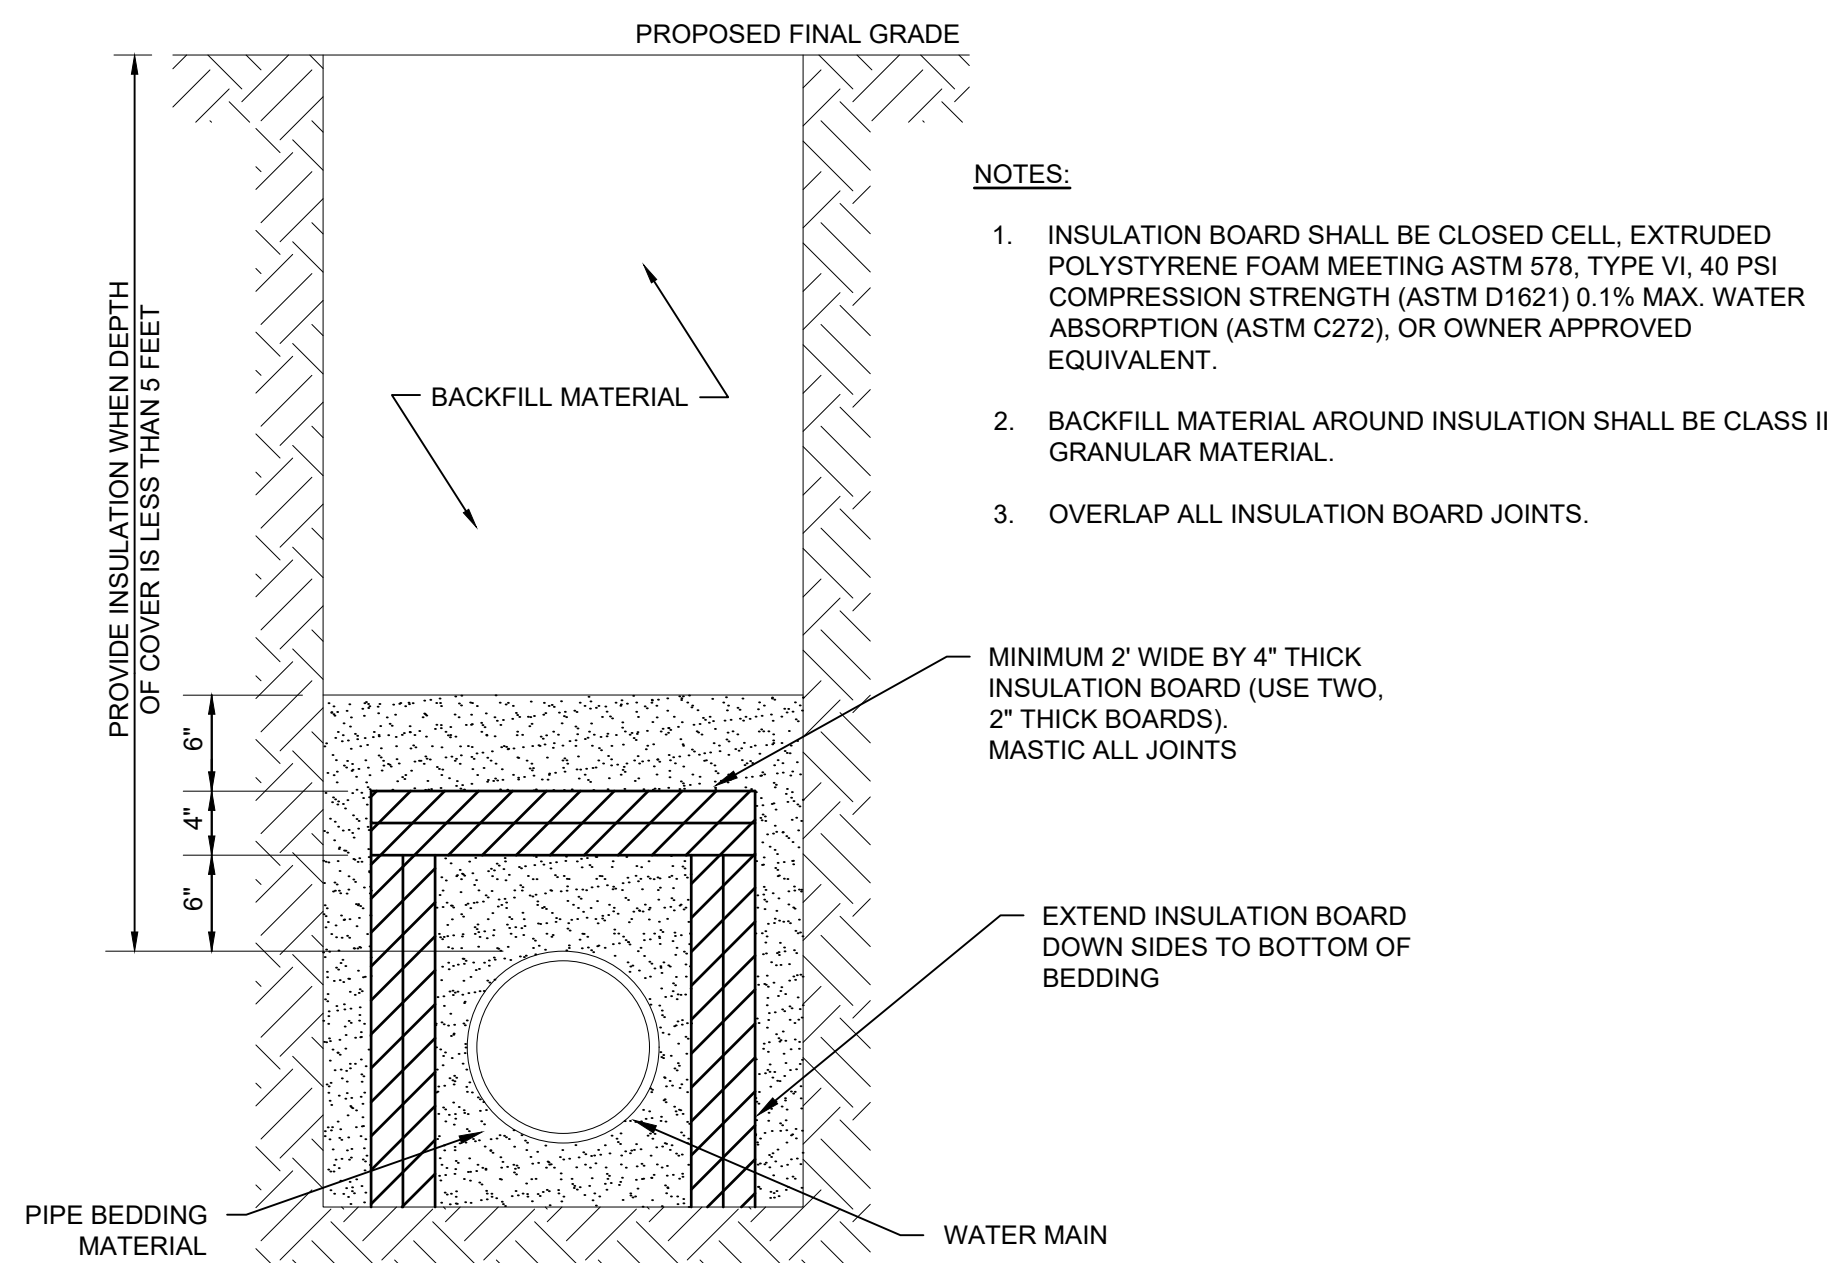 PROPOSED FINAL GRADE
PROVIDE INSULATION WHEN DEPTH
OF COVER IS LESS THAN 5 FEET
BACKFILL MATERIAL
NOTES:
1. INSULATION BOARD SHALL BE CLOSED CELL, EXTRUDED
POLYSTYRENE FOAM MEETING ASTM 578, TYPE VI, 40 PSI
COMPRESSION STRENGTH (ASTM D1621) 0.1% MAX. WATER
ABSORPTION (ASTM C272), OR OWNER APPROVED
EQUIVALENT.
2. BACKFILL MATERIAL AROUND INSULATION SHALL BE CLASS II
GRANULAR MATERIAL.
3. OVERLAP ALL INSULATION BOARD JOINTS.
MINIMUM 2' WIDE BY 4" THICK
INSULATION BOARD (USE TWO,
2" THICK BOARDS).
MASTIC ALL JOINTS
6"
4"
6"
EXTEND INSULATION BOARD
DOWN SIDES TO BOTTOM OF
BEDDING
PIPE BEDDING
MATERIAL
WATER MAIN